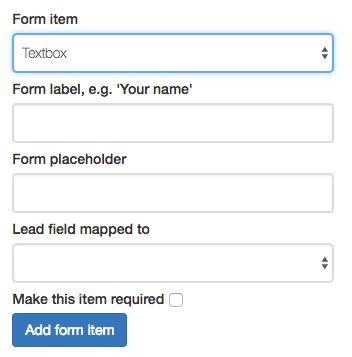 Form item
Textbox
Form label, e.g. 'Your name'
Form placeholder
Lead field mapped to
Make this item required
Add form item